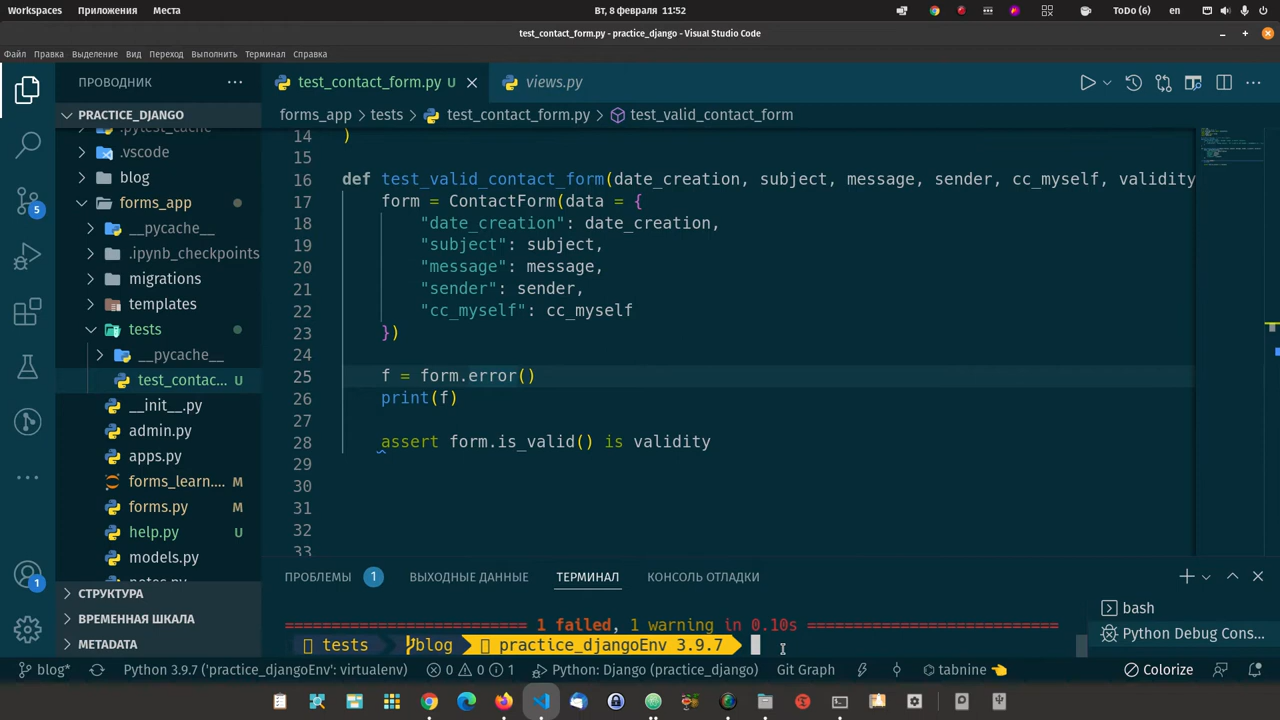 Workspaces Приложения Места Вт, 8 февраля 11:52 ToDo (6) en
test_contact_form.py - practice_django - Visual Studio Code
Файл Правка Выделение Вид Переход Выполнить Терминал Справка
ПРОВОДНИК
test_contact_form.py U
views.py
PRACTICE_DJANGO
forms_app > tests > test_contact_form.py > test_valid_contact_form
.pytest_cache
.vscode
blog
forms_app
__pycache__
.ipynb_checkpoints
migrations
templates
tests
__pycache__
test_contac... U
__init__.py
admin.py
apps.py
forms_learn.... M
forms.py M
help.py U
models.py
notes.py
СТРУКТУРА
ВРЕМЕННАЯ ШКАЛА
METADATA
5
1
14 )
15
16 def test_valid_contact_form(date_creation, subject, message, sender, cc_myself, validity
17 form = ContactForm(data = {
18 "date_creation": date_creation,
19 "subject": subject,
20 "message": message,
21 "sender": sender,
22 "cc_myself": cc_myself
23 })
24
25 f = form.error()
26 print(f)
27
28 assert form.is_valid() is validity
29
30
31
32
33
ПРОБЛЕМЫ 1 ВЫХОДНЫЕ ДАННЫЕ ТЕРМИНАЛ КОНСОЛЬ ОТЛАДКИ
========================= 1 failed, 1 warning in 0.10s ==========================
tests blog practice_djangoEnv 3.9.7
bash
Python Debug Cons...
blog* Python 3.9.7 ('practice_djangoEnv': virtualenv) 0 0 1 Python: Django (practice_django) Git Graph tabnine Colorize